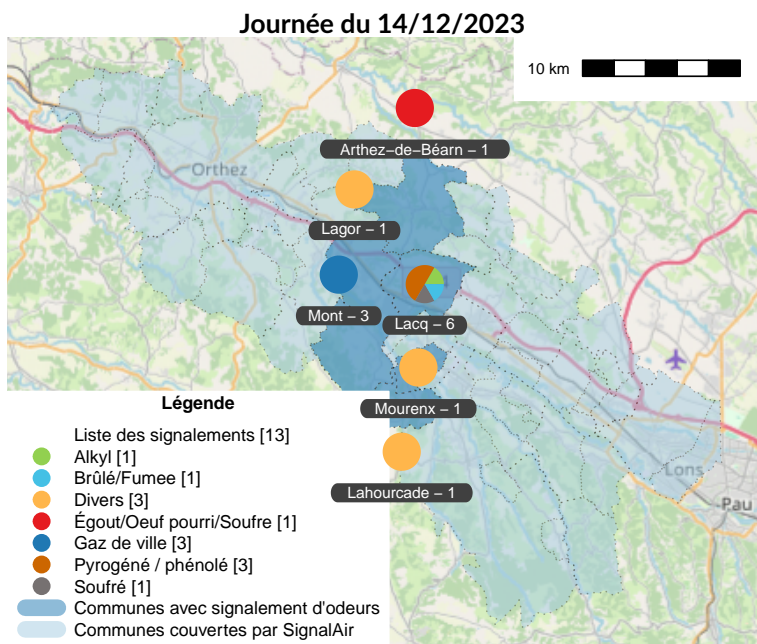 Journée du 14/12/2023
10 km
Arthez−de−Béarn − 1
Orthez
Lagor − 1
Mont − 3
Lacq − 6
Mourenx − 1
Lahourcade − 1
Lons
Pau
Légende
Liste des signalements [13]
Alkyl [1]
Brûlé/Fumee [1]
Divers [3]
Égout/Oeuf pourri/Soufre [1]
Gaz de ville [3]
Pyrogéné / phénolé [3]
Soufré [1]
Communes avec signalement d'odeurs
Communes couvertes par SignalAir